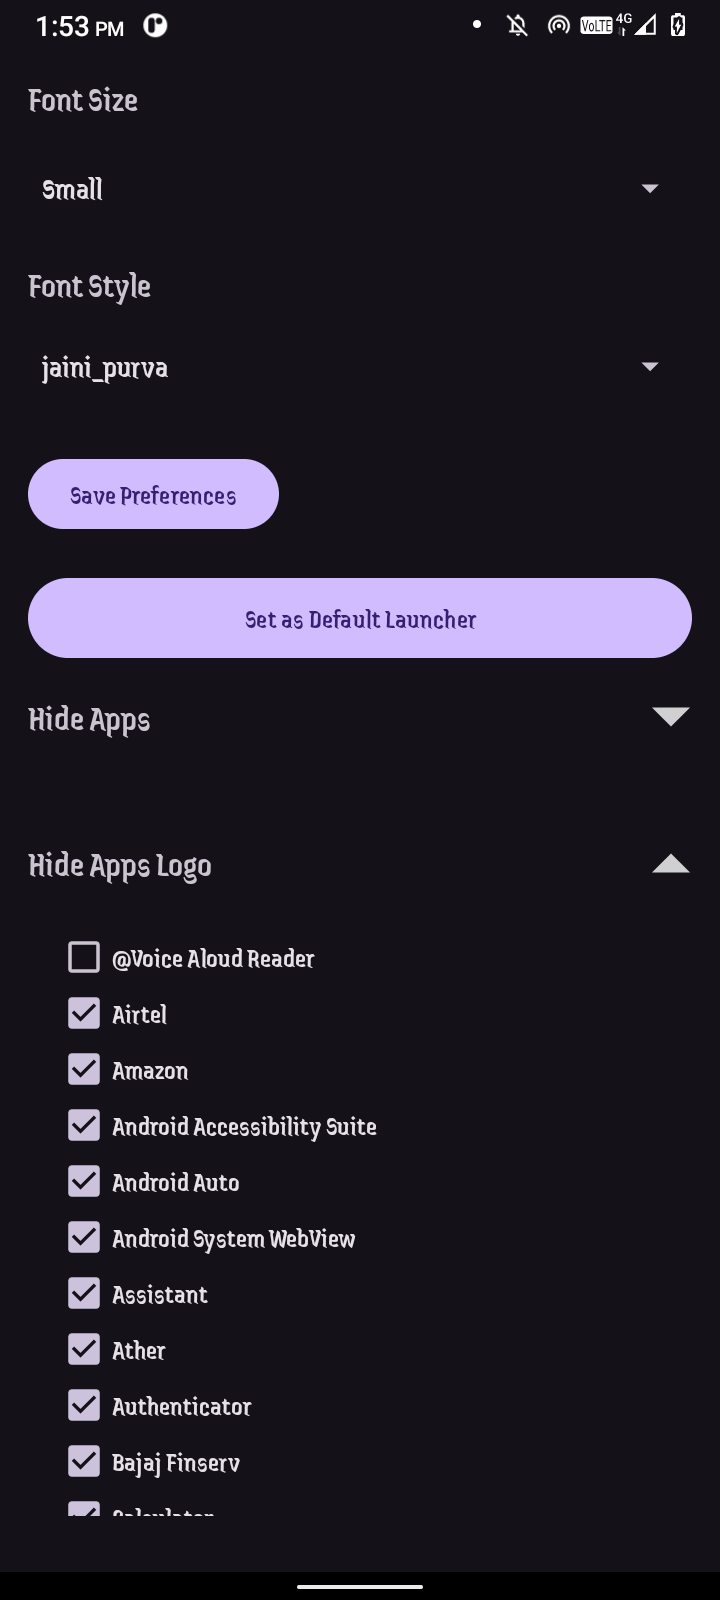 1:53 PM
VoLTE 4G
Font Size
Small
Font Style
jaini_purva
Save Preferences
Set as Default Launcher
Hide Apps
Hide Apps Logo
@Voice Aloud Reader
Airtel
Amazon
Android Accessibility Suite
Android Auto
Android System WebView
Assistant
Ather
Authenticator
Bajaj Finserv